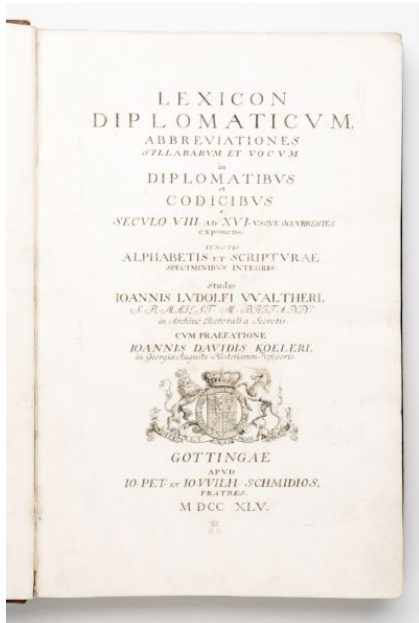 LEXICON
DIPLOMATICVM,
ABBREVIATIONES
SYLLABARVM ET VOCVM
in
DIPLOMATIBVS
et
CODICIBVS
a
SECVLO VIII. AD XVI. VSQVE OCCVRRENTES
exponens.
IVNCTIS
ALPHABETIS ET SCRIPTVRAE
SPECIMINIBVS INTEGRIS.
Studio
IOANNIS LVDOLFI VVALTHERI,
S. R. MAIEST. M. BRITANN.
in Archivo Electorali a Secretis.
CVM PRAEFATIONE
IOANNIS DAVIDIS KOELERI,
in Georgia Augusta Historiarum Professoris.
GOTTINGAE
APVD
IO. PET. ET IO. VVILH. SCHMIDIOS,
FRATRES.
M DCC XLV.